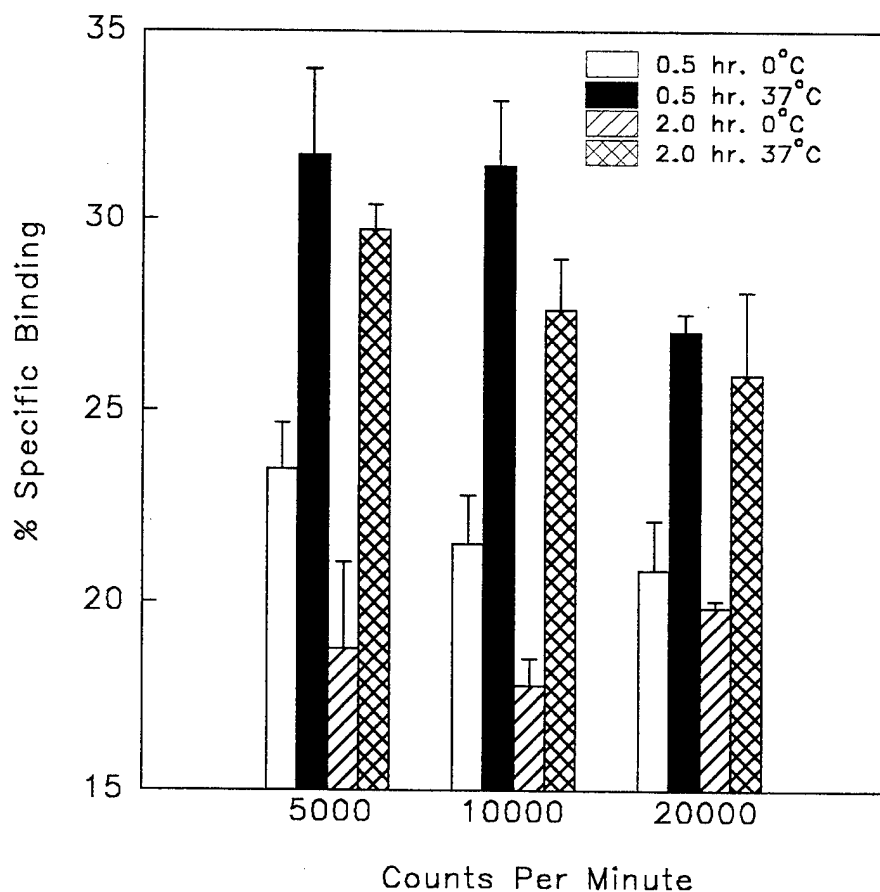 35
0.5 hr. 0°C
0.5 hr. 37°C
2.0 hr. 0°C
2.0 hr. 37°C
30
25
20
15
% Specific Binding
5000 10000 20000
Counts Per Minute